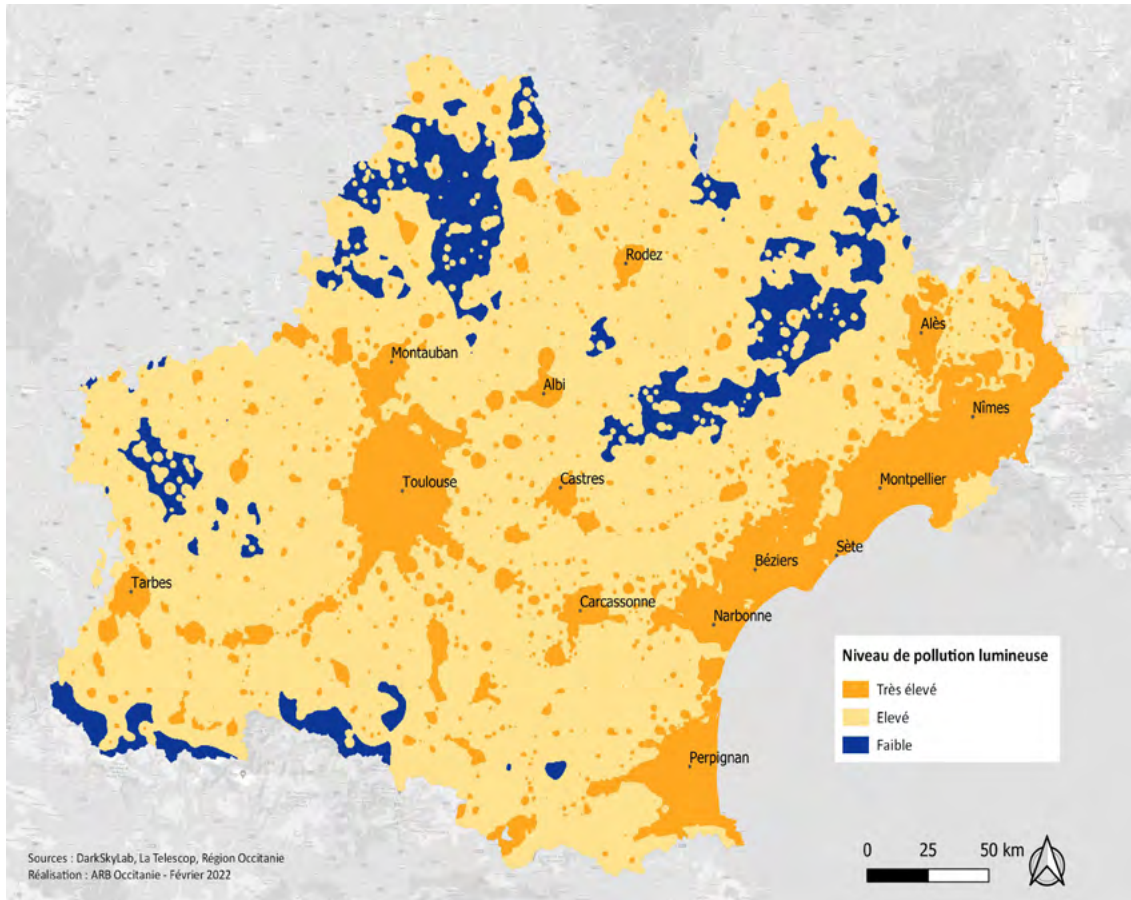 Rodez
Alès
Montauban
Albi
Nîmes
Toulouse
Castres
Montpellier
Sète
Béziers
Tarbes
Carcassonne
Narbonne
Niveau de pollution lumineuse
Très élevé
Elevé
Faible
Perpignan
0 25 50 km
Sources : DarkSkyLab, La Telescop, Région Occitanie
Réalisation : ARB Occitanie - Février 2022